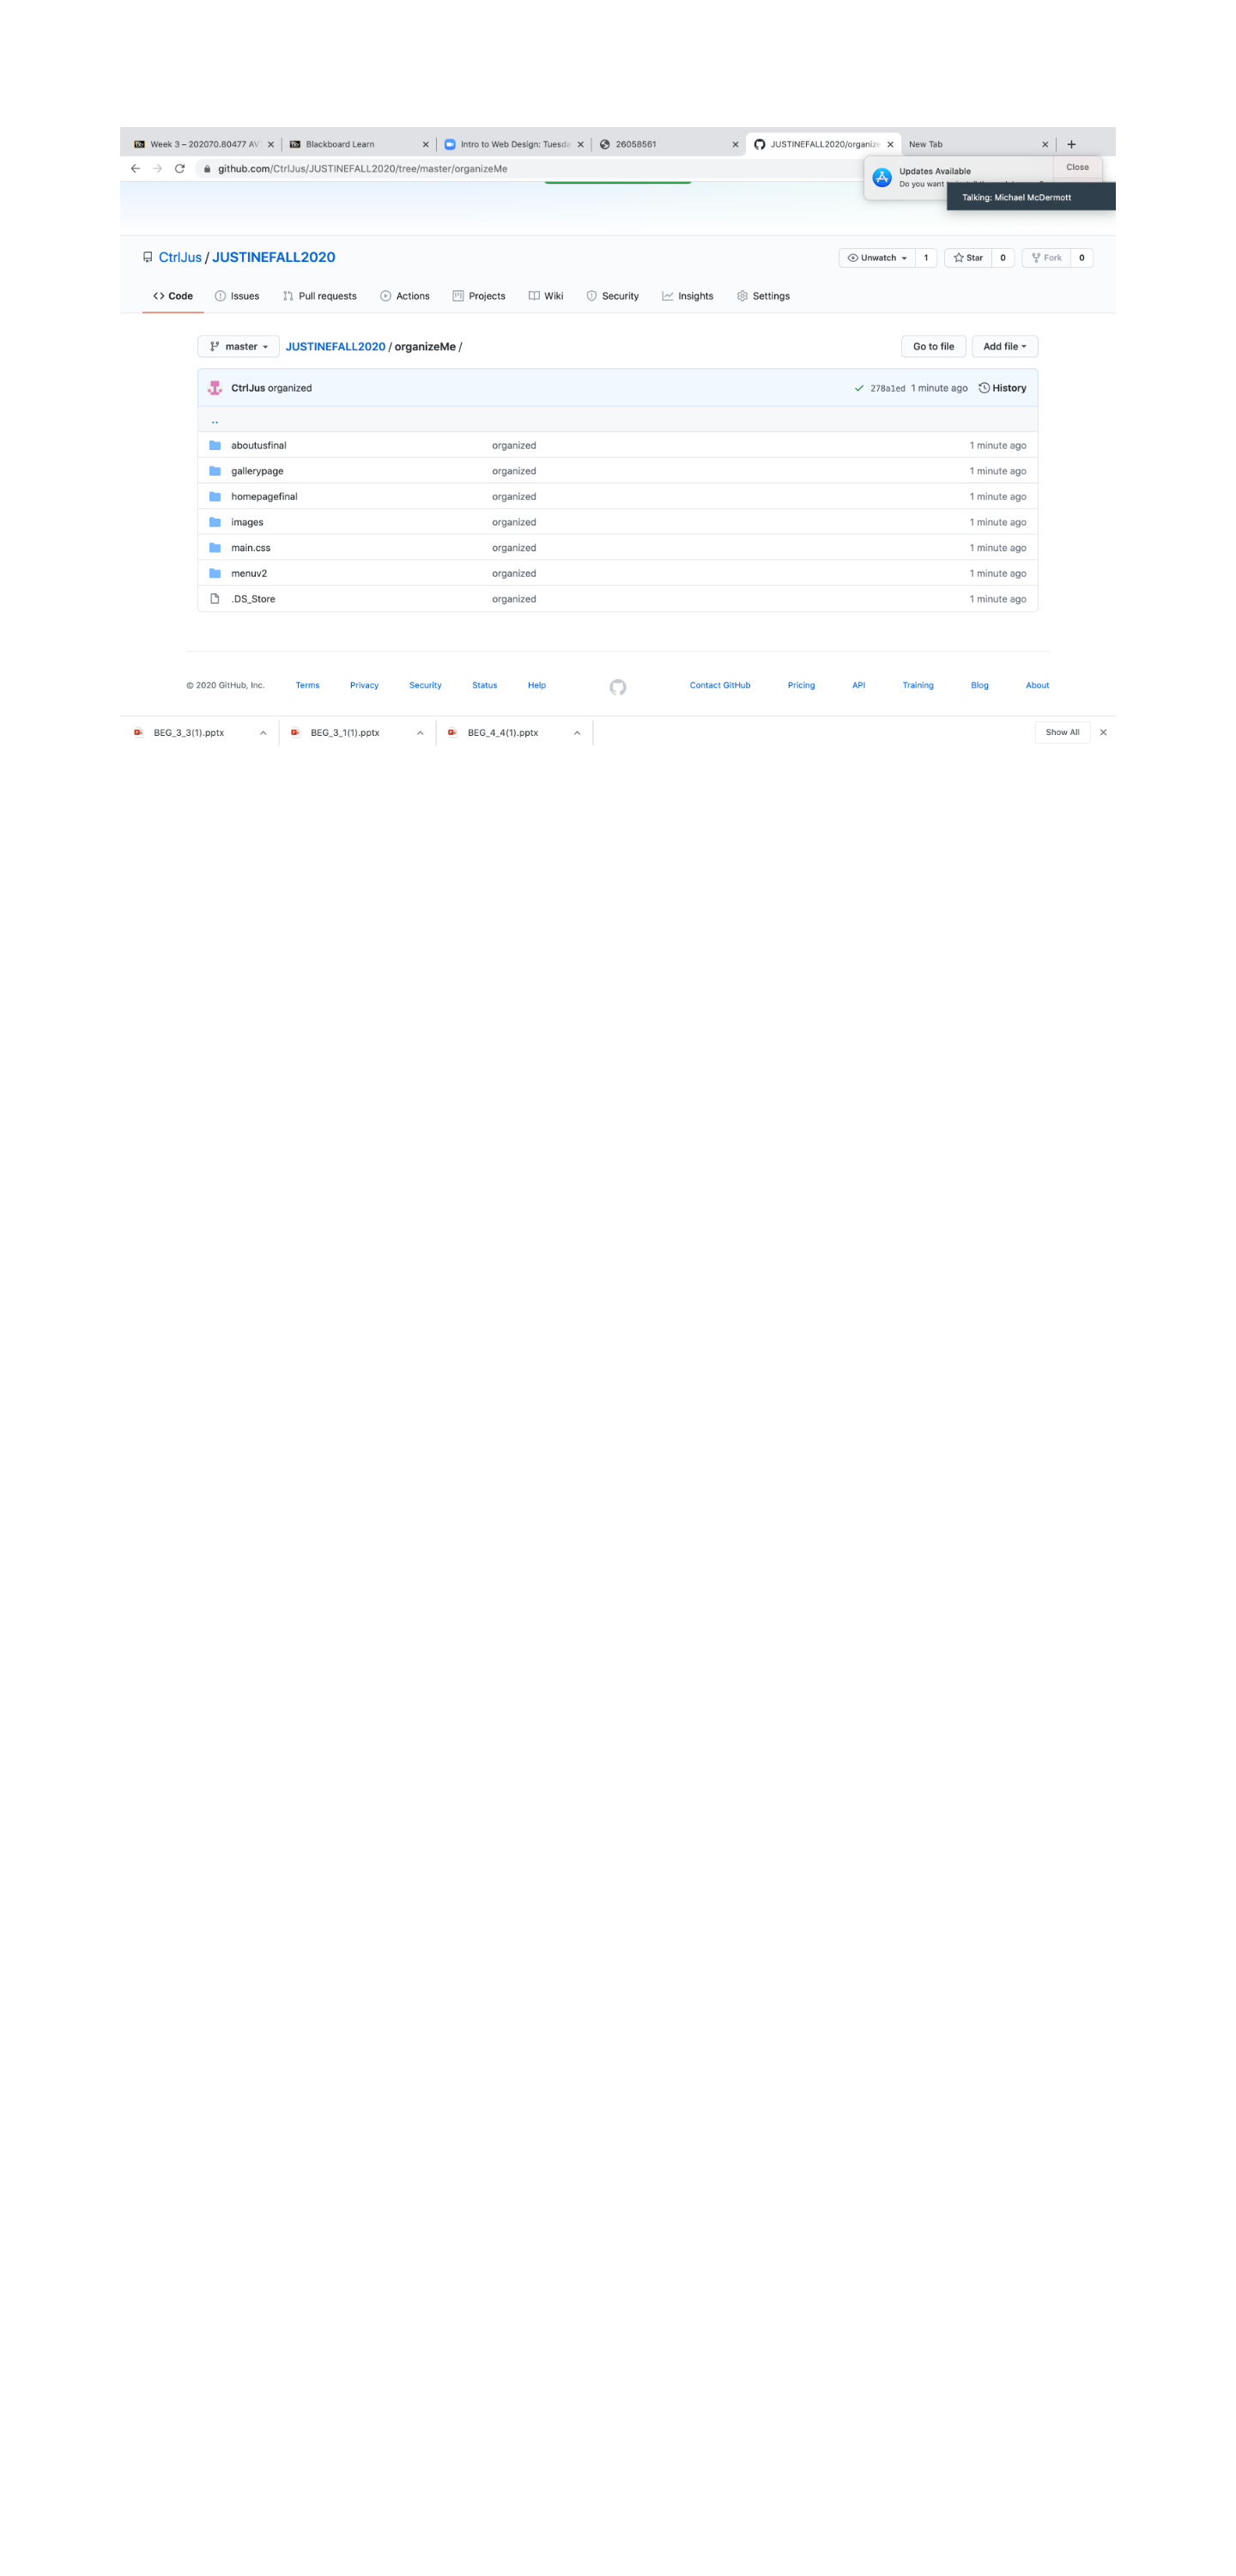 Week 3 – 202070.80477 AV
Blackboard Learn
Intro to Web Design: Tuesda
26058561
JUSTINEFALL2020/organize
New Tab
github.com/CtrlJus/JUSTINEFALL2020/tree/master/organizeMe
Updates Available
Close
Do you want
Talking: Michael McDermott
CtrlJus / JUSTINEFALL2020
Unwatch 1
Star 0
Fork 0
Code Issues Pull requests Actions Projects Wiki Security Insights Settings
master JUSTINEFALL2020 / organizeMe / Go to file Add file
CtrlJus organized 278a1ed 1 minute ago History
..
aboutusfinal organized 1 minute ago
gallerypage organized 1 minute ago
homepagefinal organized 1 minute ago
images organized 1 minute ago
main.css organized 1 minute ago
menuv2 organized 1 minute ago
.DS_Store organized 1 minute ago
© 2020 GitHub, Inc. Terms Privacy Security Status Help Contact GitHub Pricing API Training Blog About
BEG_3_3(1).pptx BEG_3_1(1).pptx BEG_4_4(1).pptx Show All